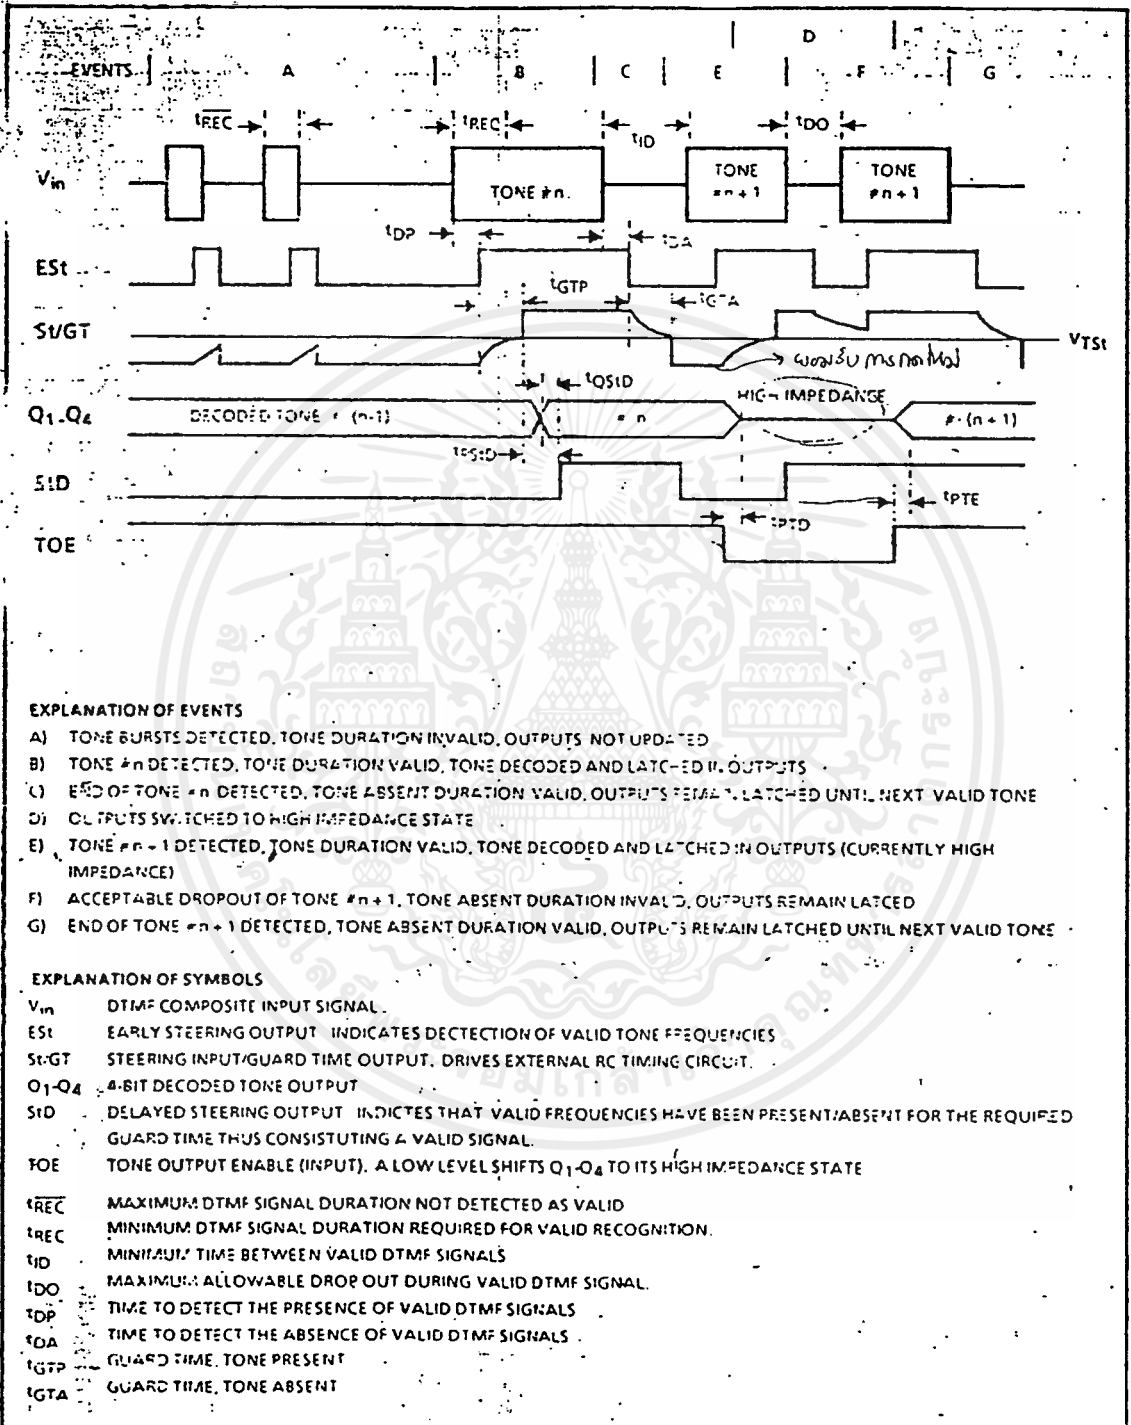 D
EVENTS A B C E F G
tREC tREC tID tDO
Vin TONE #n. TONE #n + 1 TONE #n + 1
tDP tDA
ESt
tGTP tGTA
St/GT VTSt
tQStD HIGH IMPEDANCE
Q1-Q4 DECODED TONE # (n-1) # n #-(n + 1)
tPStD
StD
tPTE
tPTD
TOE
EXPLANATION OF EVENTS
A) TONE BURSTS DETECTED, TONE DURATION INVALID, OUTPUTS NOT UPDATED
B) TONE #n DETECTED, TONE DURATION VALID, TONE DECODED AND LATCHED IN OUTPUTS
C) END OF TONE #n DETECTED, TONE ABSENT DURATION VALID, OUTPUTS REMAIN LATCHED UNTIL NEXT VALID TONE
D) OUTPUTS SWITCHED TO HIGH IMPEDANCE STATE
E) TONE #n + 1 DETECTED, TONE DURATION VALID, TONE DECODED AND LATCHED IN OUTPUTS (CURRENTLY HIGH
IMPEDANCE)
F) ACCEPTABLE DROPOUT OF TONE #n + 1, TONE ABSENT DURATION INVALID, OUTPUTS REMAIN LATCED
G) END OF TONE #n + 1 DETECTED, TONE ABSENT DURATION VALID, OUTPUTS REMAIN LATCHED UNTIL NEXT VALID TONE
EXPLANATION OF SYMBOLS
Vin DTMF COMPOSITE INPUT SIGNAL.
ESt EARLY STEERING OUTPUT INDICATES DECTECTION OF VALID TONE FREQUENCIES
St/GT STEERING INPUT/GUARD TIME OUTPUT. DRIVES EXTERNAL RC TIMING CIRCUIT.
Q1-Q4 4-BIT DECODED TONE OUTPUT
StD DELAYED STEERING OUTPUT INDICTES THAT VALID FREQUENCIES HAVE BEEN PRESENT/ABSENT FOR THE REQUIRED
GUARD TIME THUS CONSISTUTING A VALID SIGNAL.
TOE TONE OUTPUT ENABLE (INPUT). A LOW LEVEL SHIFTS Q1-Q4 TO ITS HIGH IMPEDANCE STATE
tREC MAXIMUM DTMF SIGNAL DURATION NOT DETECTED AS VALID
tREC MINIMUM DTMF SIGNAL DURATION REQUIRED FOR VALID RECOGNITION.
tID MINIMUM TIME BETWEEN VALID DTMF SIGNALS
tDO MAXIMUM ALLOWABLE DROP OUT DURING VALID DTMF SIGNAL.
tDP TIME TO DETECT THE PRESENCE OF VALID DTMF SIGNALS
tDA TIME TO DETECT THE ABSENCE OF VALID DTMF SIGNALS
tGTP GUARD TIME, TONE PRESENT
tGTA GUARD TIME, TONE ABSENT